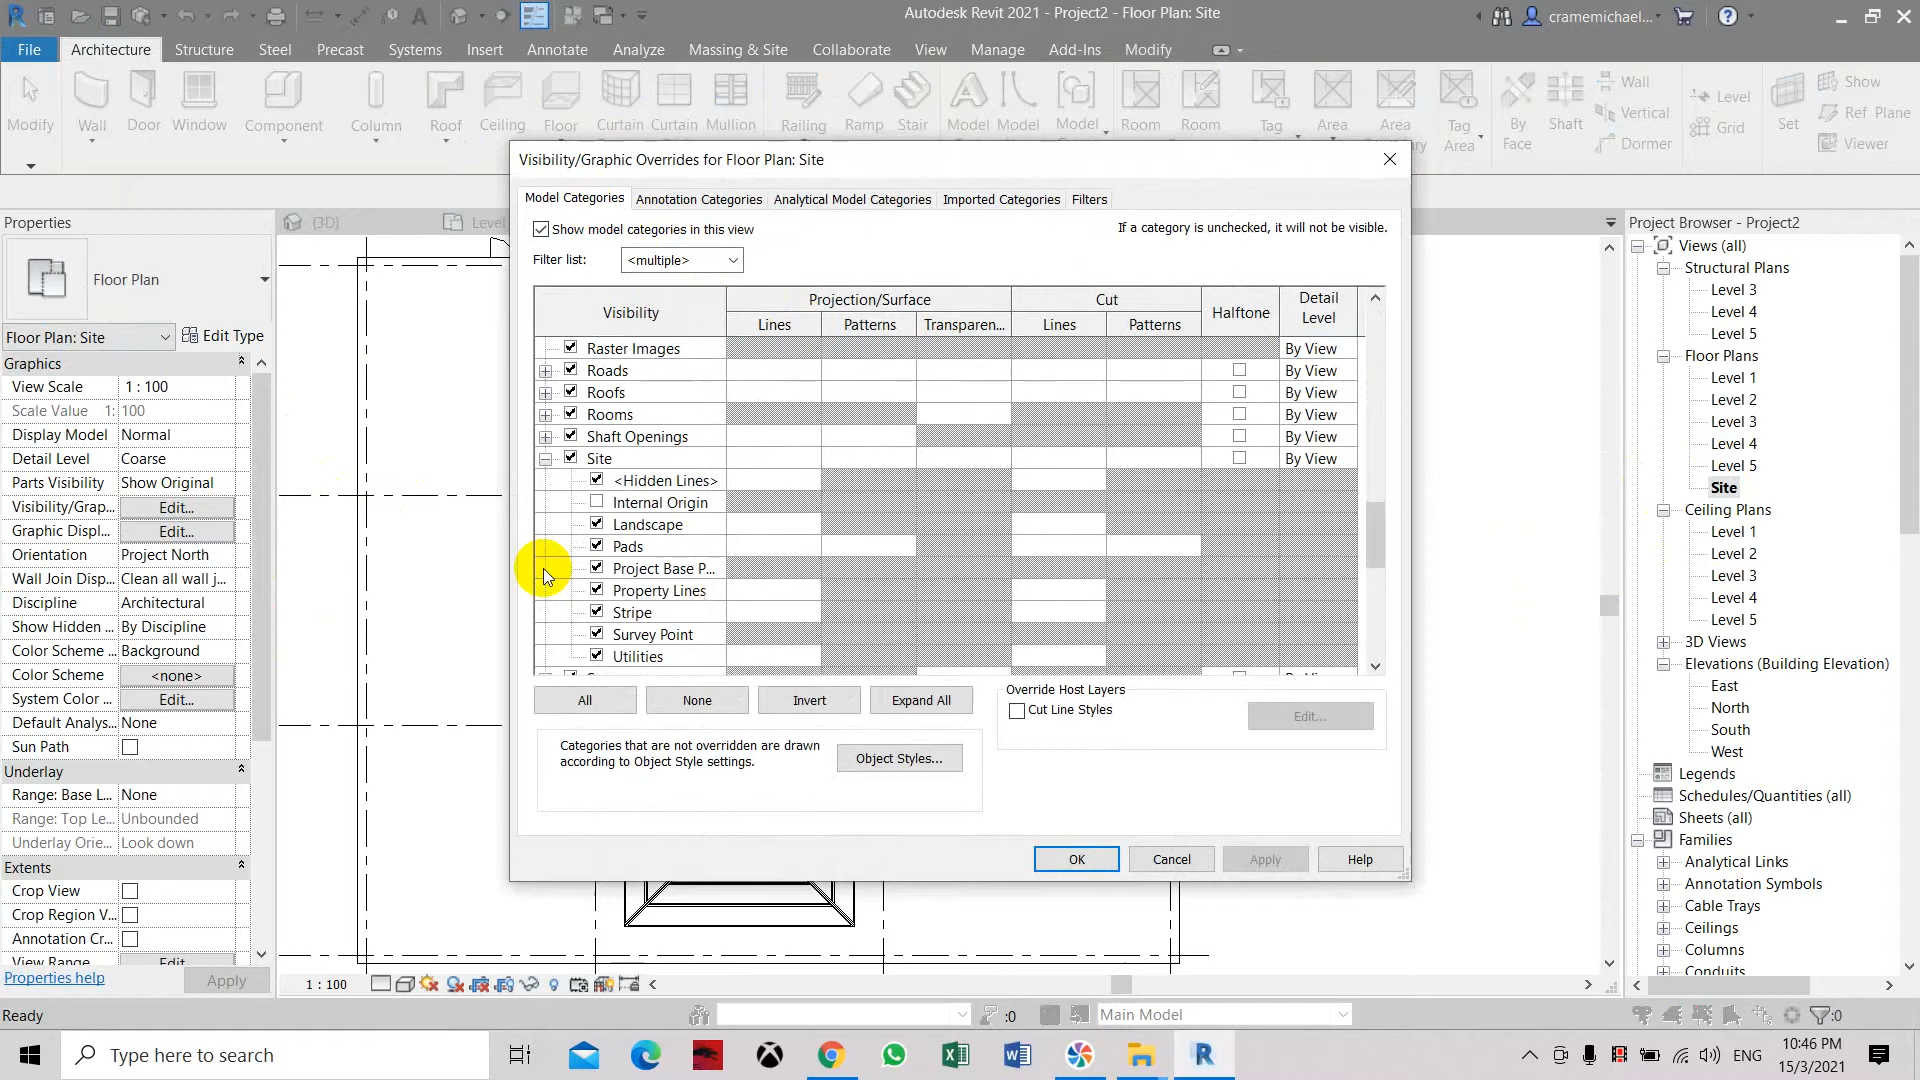 Autodesk Revit 2021 - Project2 - Floor Plan: Site
cramemichael...
File Architecture Structure Steel Precast Systems Insert Annotate Analyze Massing & Site Collaborate View Manage Add-Ins Modify
Modify Wall Door Window Component Column Roof Ceiling Floor Curtain Curtain Mullion Railing Ramp Stair Model Model Model Room Room Tag Area Area Tag Area By Face Shaft Wall Vertical Dormer Level Grid Set Show Ref Plane Viewer
Visibility/Graphic Overrides for Floor Plan: Site
Model Categories Annotation Categories Analytical Model Categories Imported Categories Filters
Show model categories in this view
If a category is unchecked, it will not be visible.
Filter list: <multiple>
Visibility Projection/Surface Cut Halftone Detail Level
Lines Patterns Transparen... Lines Patterns
Raster Images By View
Roads By View
Roofs By View
Rooms By View
Shaft Openings By View
Site By View
<Hidden Lines>
Internal Origin
Landscape
Pads
Project Base P...
Property Lines
Stripe
Survey Point
Utilities
All None Invert Expand All
Override Host Layers
Cut Line Styles Edit...
Categories that are not overridden are drawn
according to Object Style settings.
Object Styles...
OK Cancel Apply Help
Properties
Floor Plan
Floor Plan: Site Edit Type
Graphics
View Scale 1 : 100
Scale Value 1: 100
Display Model Normal
Detail Level Coarse
Parts Visibility Show Original
Visibility/Grap... Edit...
Graphic Displ... Edit...
Orientation Project North
Wall Join Disp... Clean all wall j...
Discipline Architectural
Show Hidden ... By Discipline
Color Scheme ... Background
Color Scheme <none>
System Color ... Edit...
Default Analys... None
Sun Path
Underlay
Range: Base L... None
Range: Top Le... Unbounded
Underlay Orie... Look down
Extents
Crop View
Crop Region V...
Annotation Cr...
View Range Edit...
Properties help Apply
{3D} Level
Project Browser - Project2
Views (all)
Structural Plans
Level 3
Level 4
Level 5
Floor Plans
Level 1
Level 2
Level 3
Level 4
Level 5
Site
Ceiling Plans
Level 1
Level 2
Level 3
Level 4
Level 5
3D Views
Elevations (Building Elevation)
East
North
South
West
Legends
Schedules/Quantities (all)
Sheets (all)
Families
Analytical Links
Annotation Symbols
Cable Trays
Ceilings
Columns
Conduits
1 : 100
Ready :0 Main Model :0
Type here to search
ENG 10:46 PM
15/3/2021